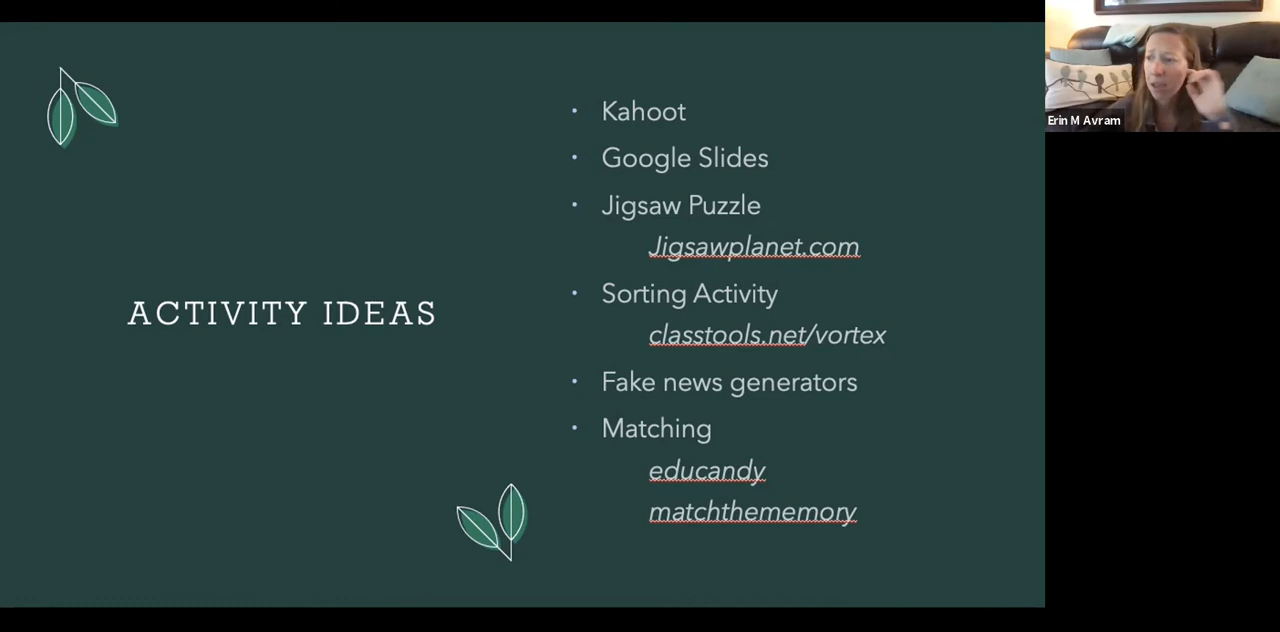 ACTIVITY IDEAS
Kahoot
Google Slides
Jigsaw Puzzle
Jigsawplanet.com
Sorting Activity
classtools.net/vortex
Fake news generators
Matching
educandy
matchthememory
Erin M Avram